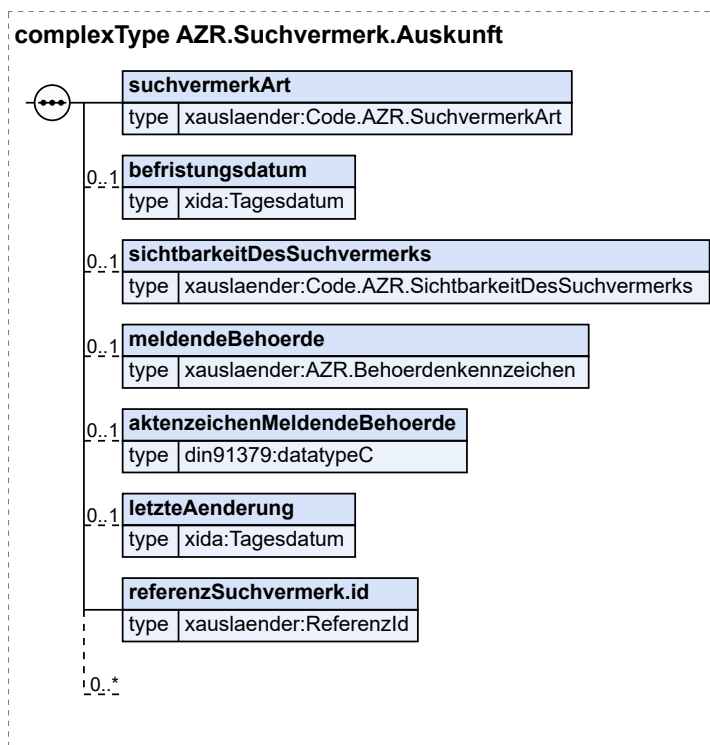 complexType AZR.Suchvermerk.Auskunft
suchvermerkArt
type xauslaender:Code.AZR.SuchvermerkArt
0..1 befristungsdatum
type xida:Tagesdatum
0..1 sichtbarkeitDesSuchvermerks
type xauslaender:Code.AZR.SichtbarkeitDesSuchvermerks
0..1 meldendeBehoerde
type xauslaender:AZR.Behoerdenkennzeichen
0..1 aktenzeichenMeldendeBehoerde
type din91379:datatypeC
0..1 letzteAenderung
type xida:Tagesdatum
referenzSuchvermerk.id
type xauslaender:ReferenzId
0..*